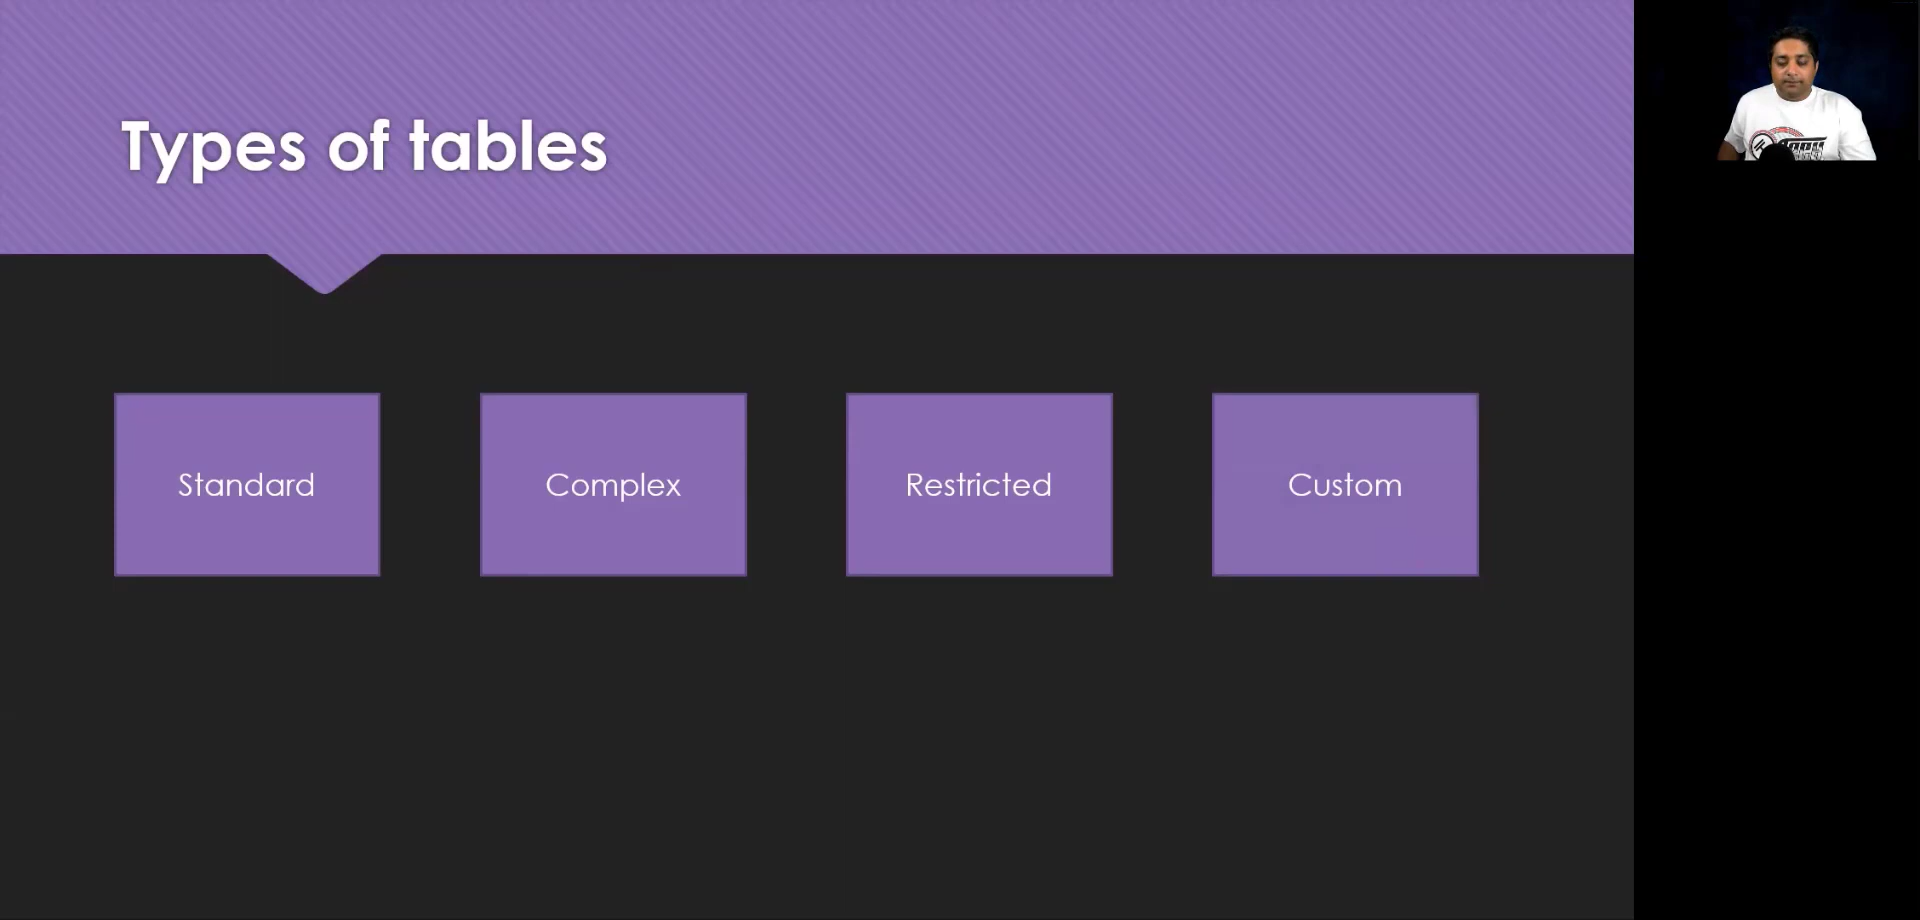 Types of tables
Standard
Complex
Restricted
Custom